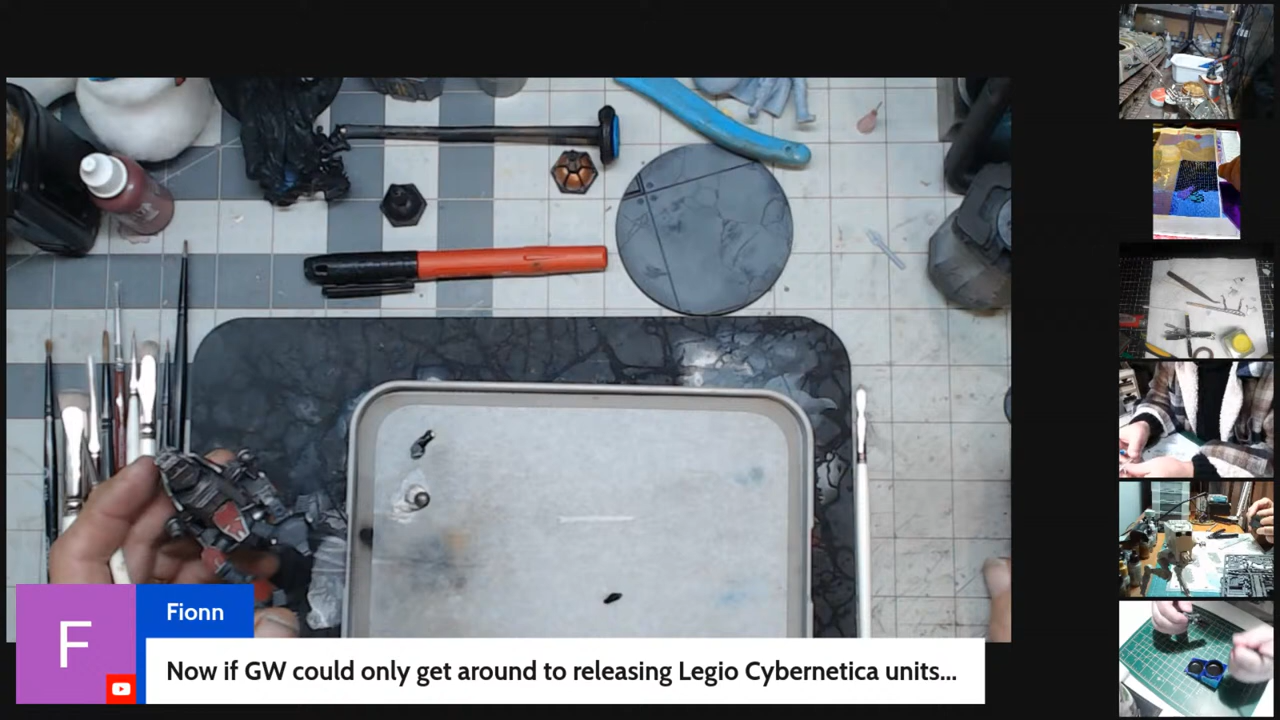 F
Fionn
Now if GW could only get around to releasing Legio Cybernetica units...